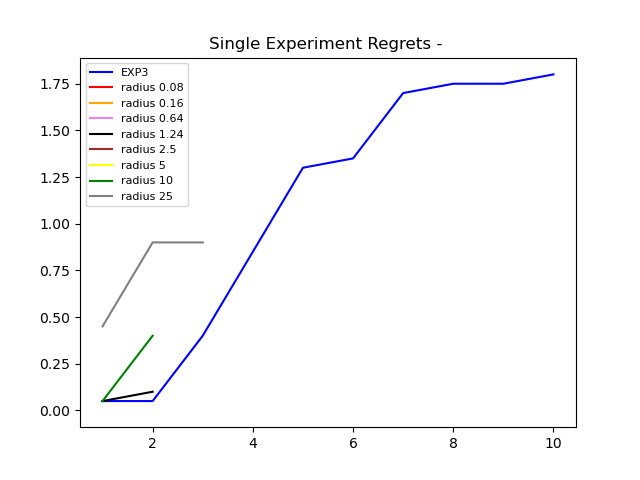 Single Experiment Regrets -
EXP3
radius 0.08
radius 0.16
radius 0.64
radius 1.24
radius 2.5
radius 5
radius 10
radius 25
1.75
1.50
1.25
1.00
0.75
0.50
0.25
0.00
2 4 6 8 10